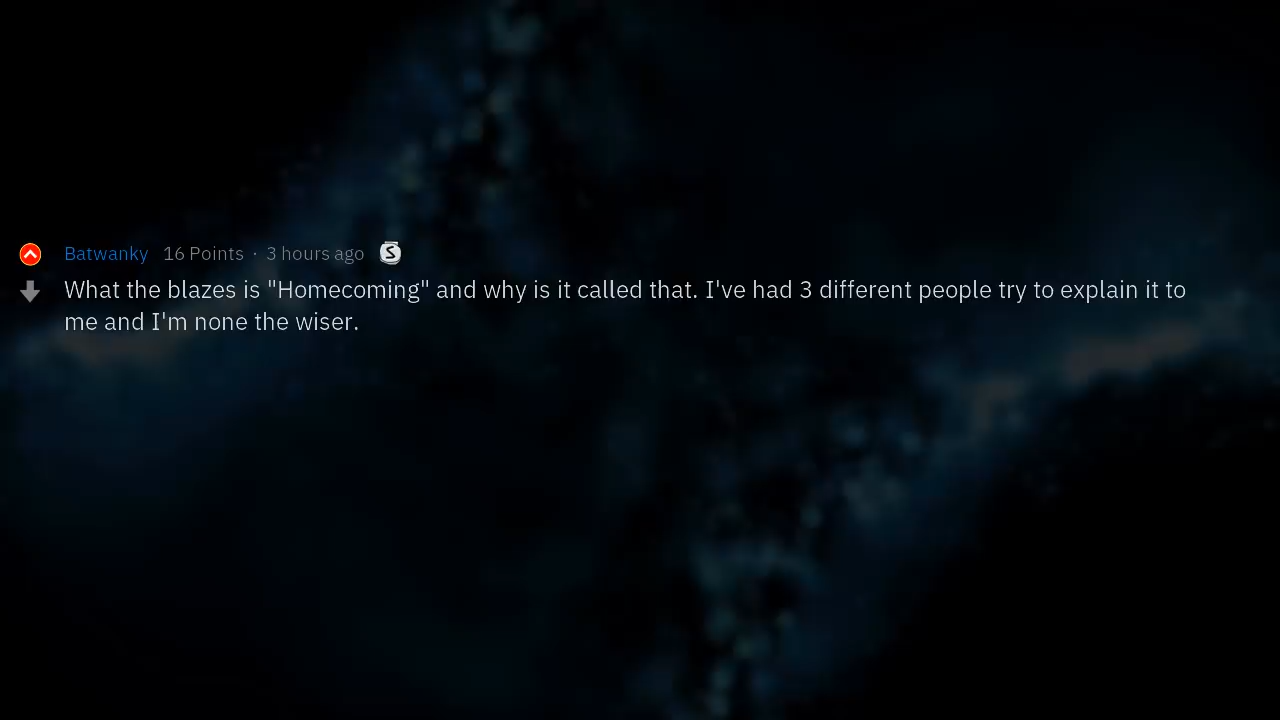 Batwanky 16 Points · 3 hours ago S
What the blazes is "Homecoming" and why is it called that. I've had 3 different people try to explain it to
me and I'm none the wiser.